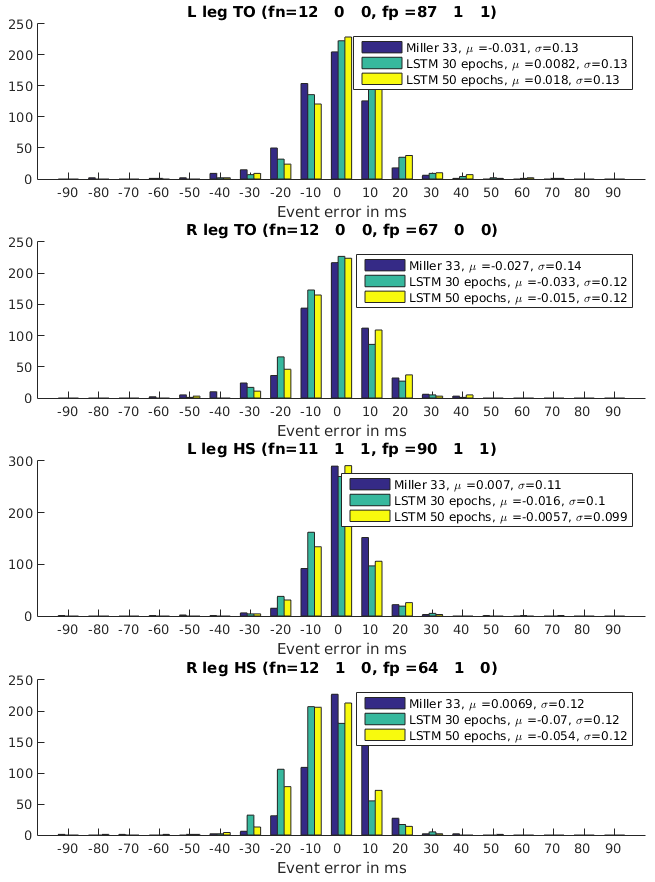 L leg TO (fn=12 0 0, fp =87 1 1)
250
200
150
100
50
0
Miller 33, μ =-0.031, σ=0.13
LSTM 30 epochs, μ =0.0082, σ=0.13
LSTM 50 epochs, μ =0.018, σ=0.13
-90 -80 -70 -60 -50 -40 -30 -20 -10 0 10 20 30 40 50 60 70 80 90
Event error in ms
R leg TO (fn=12 0 0, fp =67 0 0)
250
200
150
100
50
0
Miller 33, μ =-0.027, σ=0.14
LSTM 30 epochs, μ =-0.033, σ=0.12
LSTM 50 epochs, μ =-0.015, σ=0.12
-90 -80 -70 -60 -50 -40 -30 -20 -10 0 10 20 30 40 50 60 70 80 90
Event error in ms
L leg HS (fn=11 1 1, fp =90 1 1)
300
200
100
0
Miller 33, μ =0.007, σ=0.11
LSTM 30 epochs, μ =-0.016, σ=0.1
LSTM 50 epochs, μ =-0.0057, σ=0.099
-90 -80 -70 -60 -50 -40 -30 -20 -10 0 10 20 30 40 50 60 70 80 90
Event error in ms
R leg HS (fn=12 1 0, fp =64 1 0)
250
200
150
100
50
0
Miller 33, μ =0.0069, σ=0.12
LSTM 30 epochs, μ =-0.07, σ=0.12
LSTM 50 epochs, μ =-0.054, σ=0.12
-90 -80 -70 -60 -50 -40 -30 -20 -10 0 10 20 30 40 50 60 70 80 90
Event error in ms